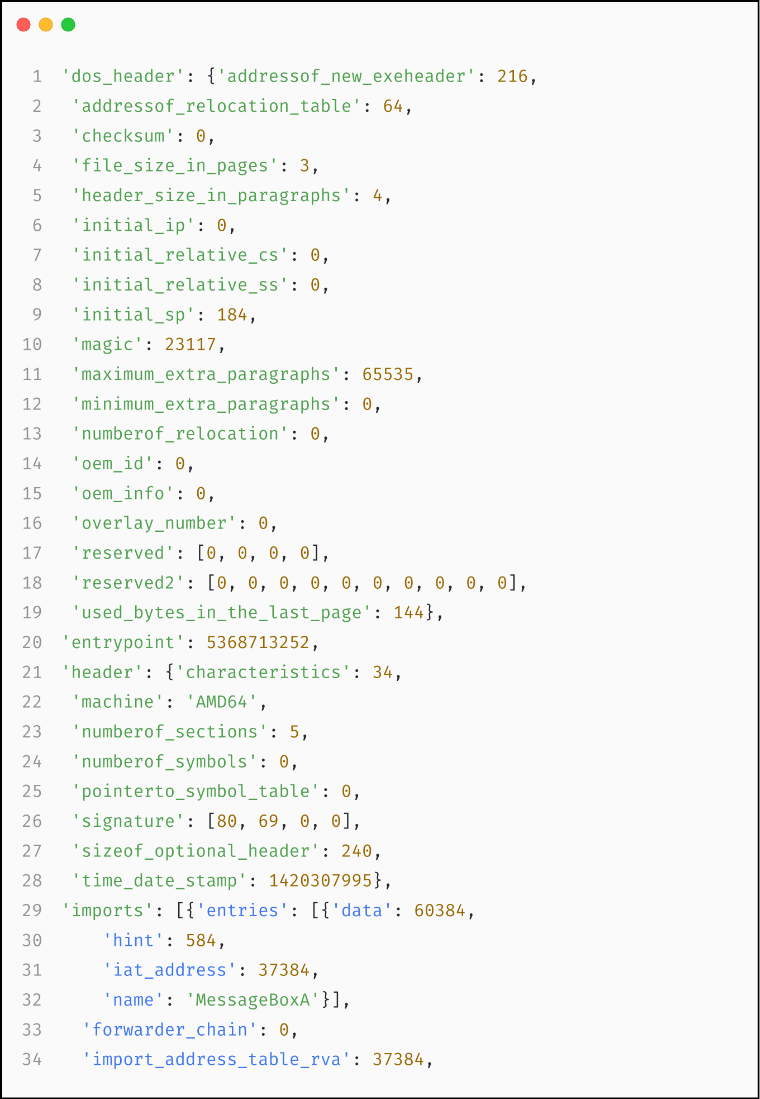 1 'dos_header': {'addressof_new_exeheader': 216,
2 'addressof_relocation_table': 64,
3 'checksum': 0,
4 'file_size_in_pages': 3,
5 'header_size_in_paragraphs': 4,
6 'initial_ip': 0,
7 'initial_relative_cs': 0,
8 'initial_relative_ss': 0,
9 'initial_sp': 184,
10 'magic': 23117,
11 'maximum_extra_paragraphs': 65535,
12 'minimum_extra_paragraphs': 0,
13 'numberof_relocation': 0,
14 'oem_id': 0,
15 'oem_info': 0,
16 'overlay_number': 0,
17 'reserved': [0, 0, 0, 0],
18 'reserved2': [0, 0, 0, 0, 0, 0, 0, 0, 0, 0],
19 'used_bytes_in_the_last_page': 144},
20 'entrypoint': 5368713252,
21 'header': {'characteristics': 34,
22 'machine': 'AMD64',
23 'numberof_sections': 5,
24 'numberof_symbols': 0,
25 'pointerto_symbol_table': 0,
26 'signature': [80, 69, 0, 0],
27 'sizeof_optional_header': 240,
28 'time_date_stamp': 1420307995},
29 'imports': [{'entries': [{'data': 60384,
30 'hint': 584,
31 'iat_address': 37384,
32 'name': 'MessageBoxA'}],
33 'forwarder_chain': 0,
34 'import_address_table_rva': 37384,